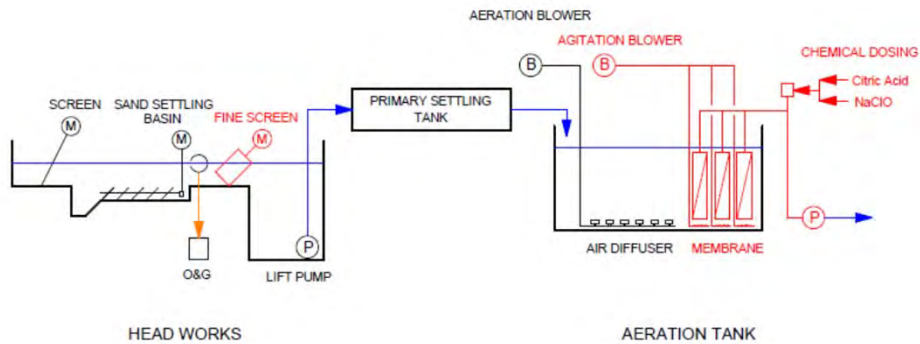 AERATION BLOWER
AGITATION BLOWER
CHEMICAL DOSING
B
B
Citric Acid
NaClO
SCREEN
SAND SETTLING
BASIN
FINE SCREEN
PRIMARY SETTLING
TANK
M
M
M
P
P
O&G
LIFT PUMP
AIR DIFFUSER
MEMBRANE
HEAD WORKS
AERATION TANK